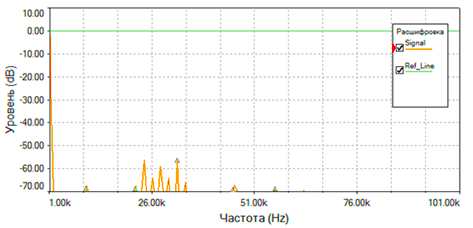 10.00
0.00
-10.00
-20.00
-30.00
-40.00
-50.00
-60.00
-70.00
Уровень (dB)
Расшифровка
Signal
Ref_Line
1.00k
26.00k
51.00k
76.00k
101.00k
Частота (Hz)